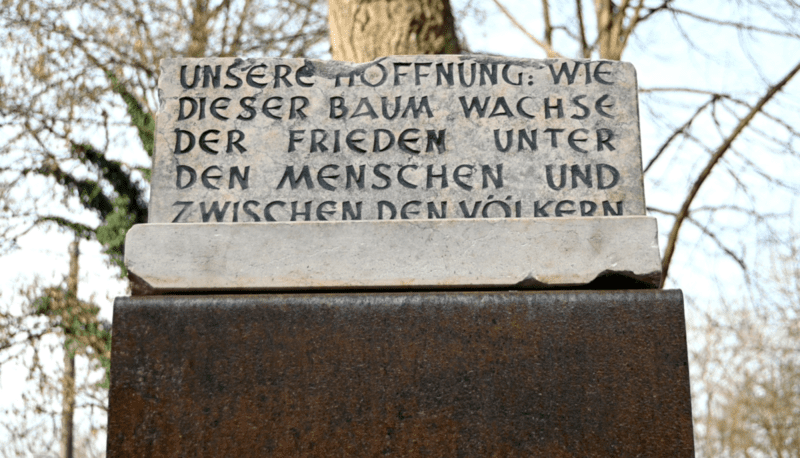 UNSERE HOFFNUNG: WIE
DIESER BAUM WACHSE
DER FRIEDEN UNTER
DEN MENSCHEN UND
ZWISCHEN DEN VÖLKERN